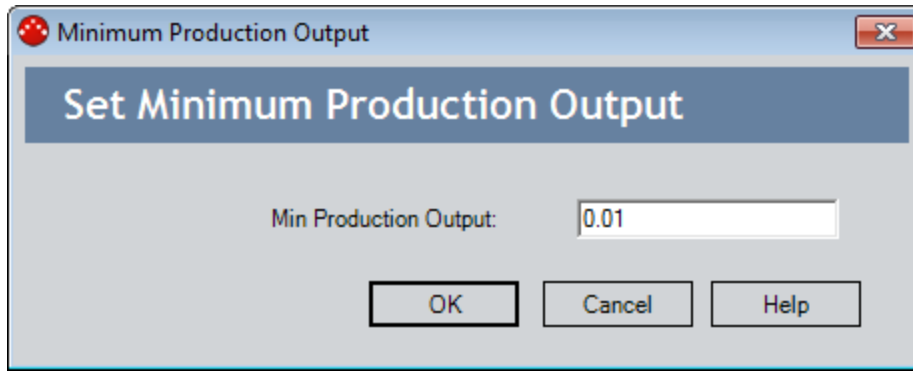 Minimum Production Output
Set Minimum Production Output
Min Production Output: 0.01
OK Cancel Help